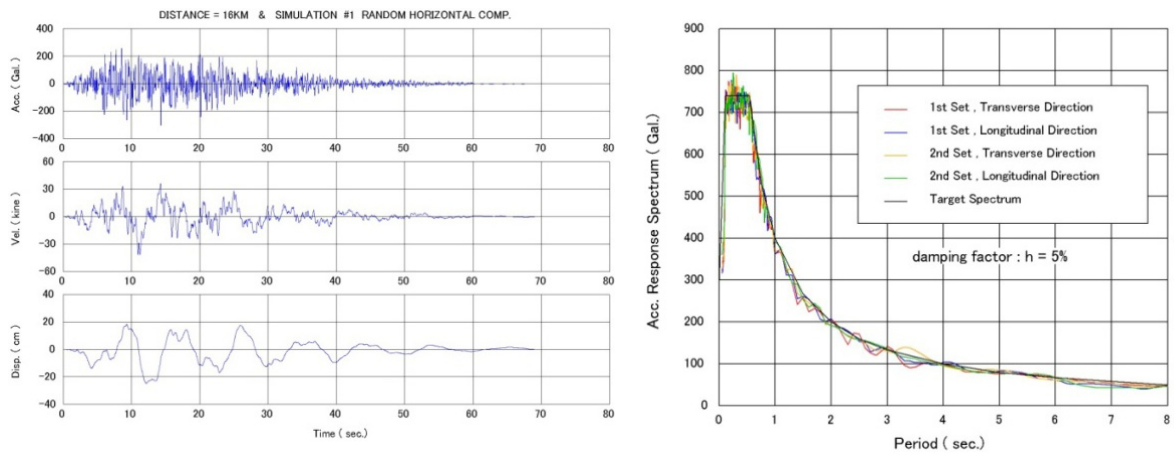 DISTANCE = 16KM & SIMULATION #1 RANDOM HORIZONTAL COMP.
Acc. ( Gal. )
400
200
0
-200
-400
0 10 20 30 40 50 60 70 80
Vel. ( kine )
60
30
0
-30
-60
0 10 20 30 40 50 60 70 80
Disp. ( cm )
40
20
0
-20
-40
0 10 20 30 40 50 60 70 80
Time ( sec. )
Acc. Response Spectrum ( Gal. )
900
800
700
600
500
400
300
200
100
0
0 1 2 3 4 5 6 7 8
Period ( sec. )
1st Set , Transverse Direction
1st Set , Longitudinal Direction
2nd Set , Transverse Direction
2nd Set , Longitudinal Direction
Target Spectrum
damping factor : h = 5%